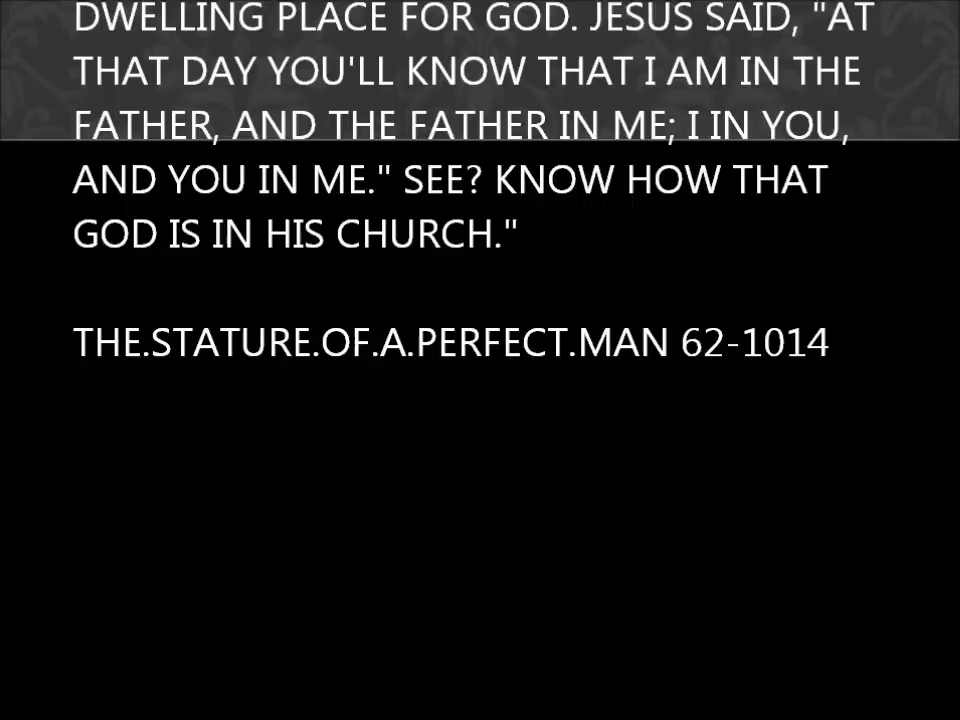 DWELLING PLACE FOR GOD. JESUS SAID, "AT
THAT DAY YOU'LL KNOW THAT I AM IN THE
FATHER, AND THE FATHER IN ME; I IN YOU,
AND YOU IN ME." SEE? KNOW HOW THAT
GOD IS IN HIS CHURCH."
THE.STATURE.OF.A.PERFECT.MAN 62-1014